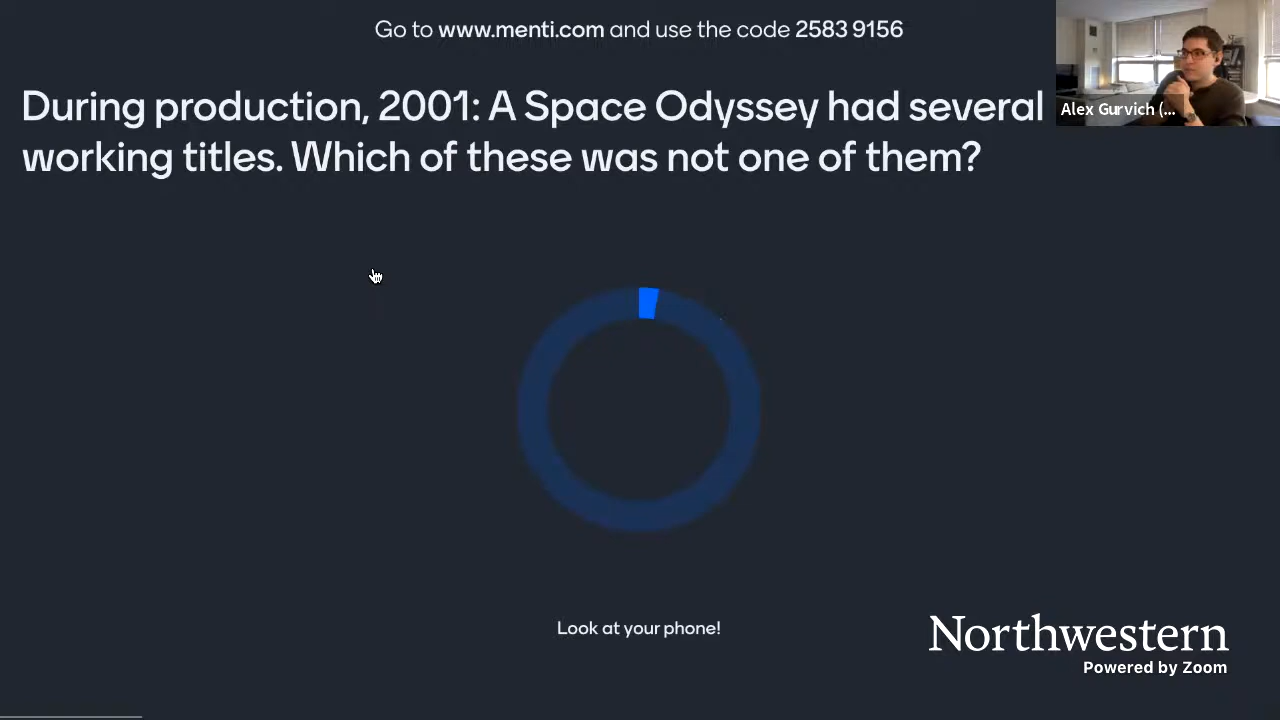 Go to www.menti.com and use the code 2583 9156
During production, 2001: A Space Odyssey had several
working titles. Which of these was not one of them?
Alex Gurvich (...
Look at your phone!
Northwestern
Powered by Zoom